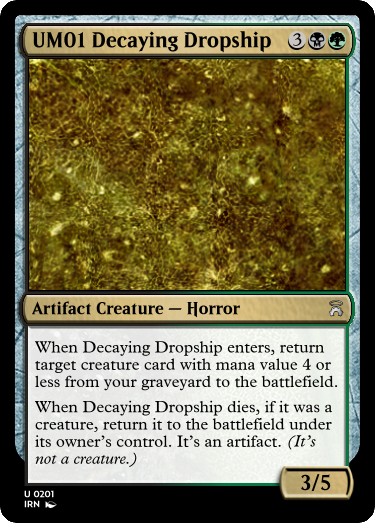 UM01 Decaying Dropship 3
Artifact Creature — Horror
When Decaying Dropship enters, return
target creature card with mana value 4 or
less from your graveyard to the battlefield.
When Decaying Dropship dies, if it was a
creature, return it to the battlefield under
its owner's control. It's an artifact. (It's
not a creature.)
3/5
U 0201
IRN